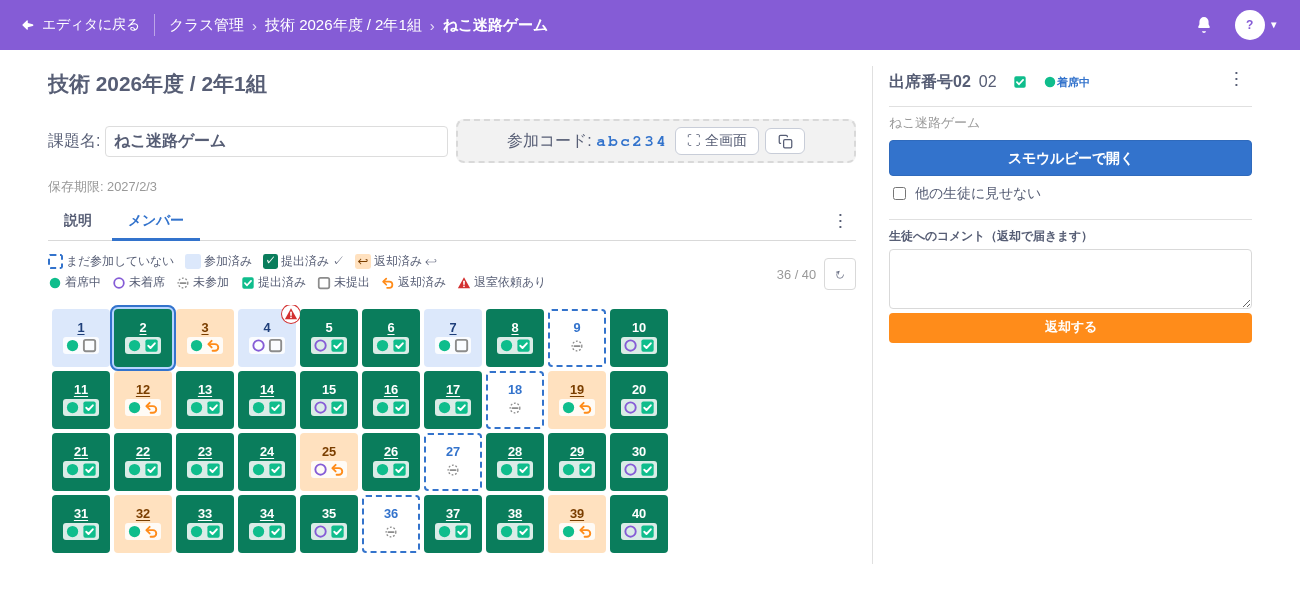 エディタに戻る クラス管理 › 技術 2026年度 / 2年1組 › ねこ迷路ゲーム ? ▼
技術 2026年度 / 2年1組
課題名: ねこ迷路ゲーム 参加コード: abc234 全画面
保存期限: 2027/2/3
説明 メンバー ⋮
まだ参加していない 参加済み ✓ 提出済み ✓ ↩ 返却済み ↩
着席中 未着席 未参加 提出済み 未提出 返却済み 退室依頼あり
36 / 40 ↻
1 2 3 4 5 6 7 8 9 10
11 12 13 14 15 16 17 18 19 20
21 22 23 24 25 26 27 28 29 30
31 32 33 34 35 36 37 38 39 40
出席番号02 02 着席中 ⋮
ねこ迷路ゲーム
スモウルビーで開く
他の生徒に見せない
生徒へのコメント（返却で届きます）
返却する